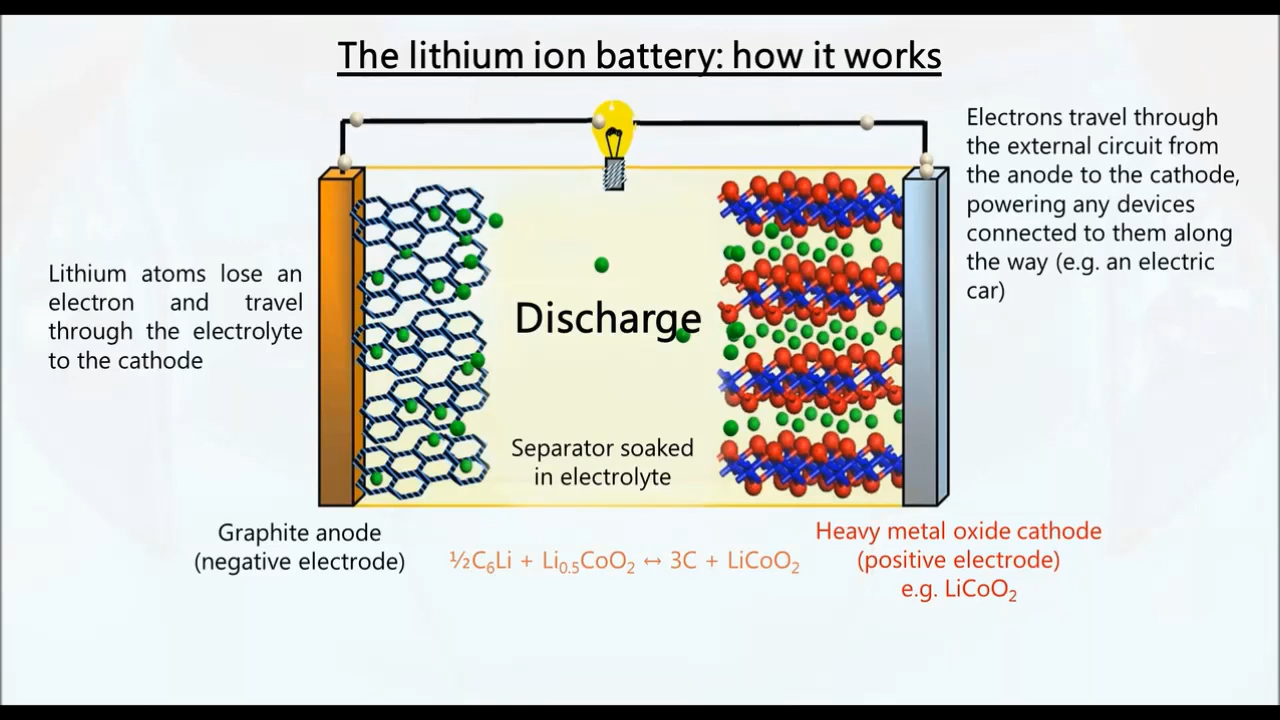 The lithium ion battery: how it works
Electrons travel through
the external circuit from
the anode to the cathode,
powering any devices
connected to them along
the way (e.g. an electric
car)
Lithium atoms lose an
electron and travel
through the electrolyte
to the cathode
Discharge
Separator soaked
in electrolyte
Graphite anode
(negative electrode)
½C₆Li + Li₀.₅CoO₂ ↔ 3C + LiCoO₂
Heavy metal oxide cathode
(positive electrode)
e.g. LiCoO₂